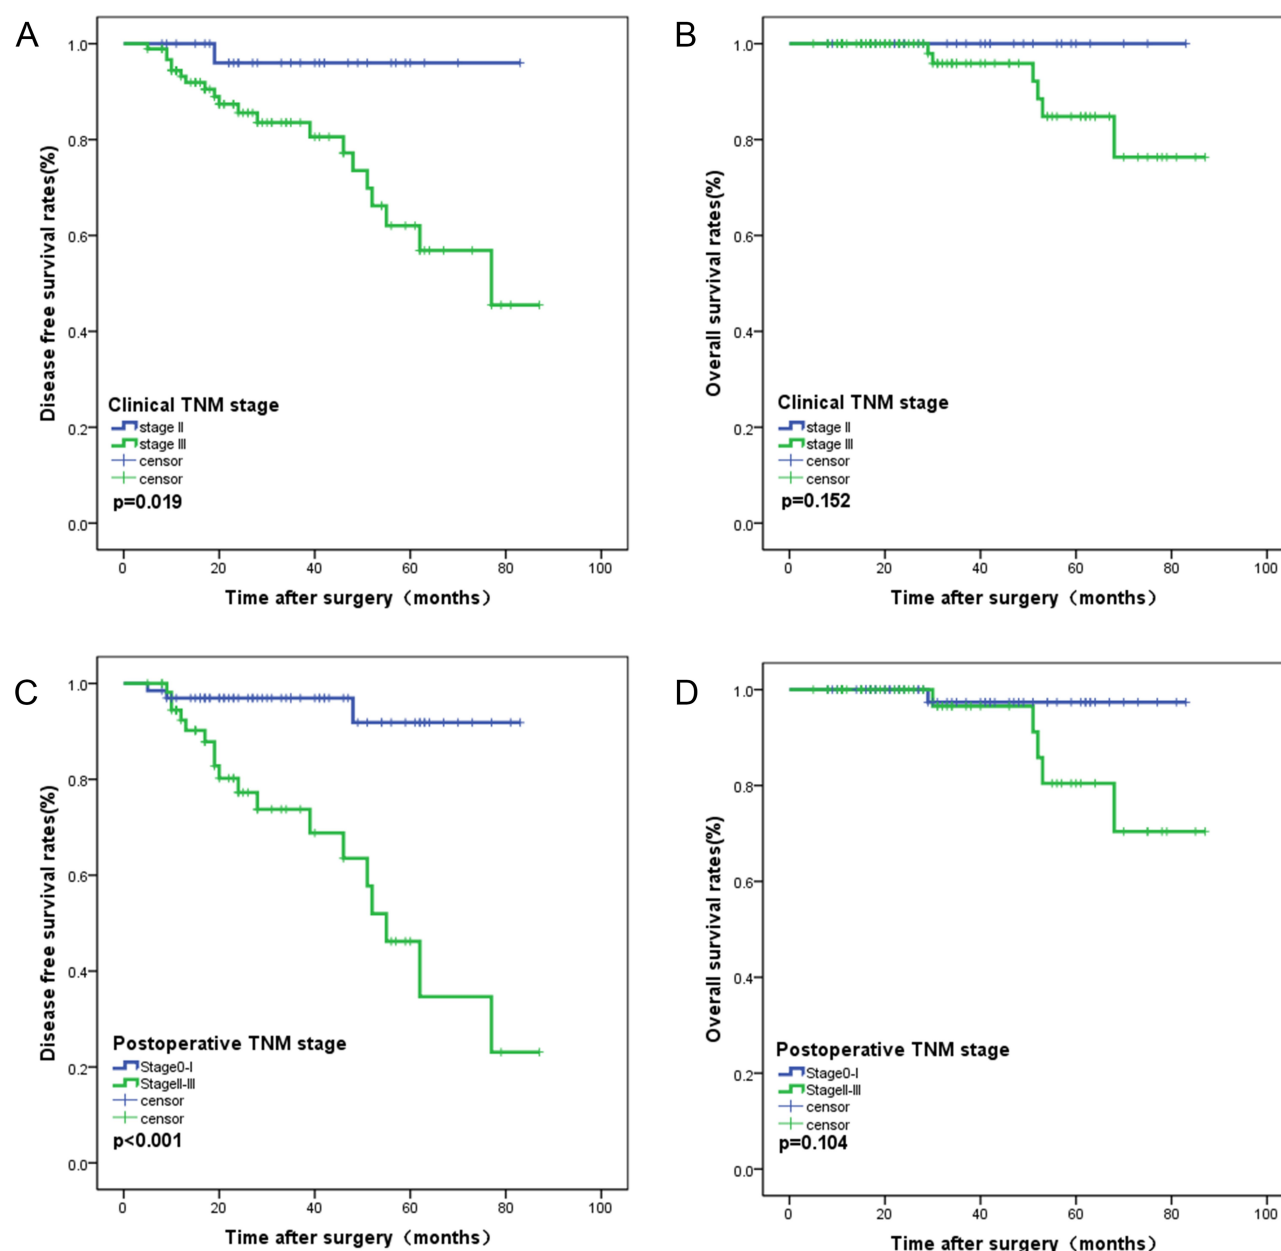 A
Disease free survival rates(%)
1.0
0.8
0.6
0.4
0.2
0.0
Clinical TNM stage
stage II
stage III
censor
censor
p=0.019
0 20 40 60 80 100
Time after surgery（months）
B
Overall survival rates(%)
1.0
0.8
0.6
0.4
0.2
0.0
Clinical TNM stage
stage II
stage III
censor
censor
p=0.152
0 20 40 60 80 100
Time after surgery（months）
C
Disease free survival rates(%)
1.0
0.8
0.6
0.4
0.2
0.0
Postoperative TNM stage
Stage0-I
StageII-III
censor
censor
p<0.001
0 20 40 60 80 100
Time after surgery（months）
D
Overall survival rates(%)
1.0
0.8
0.6
0.4
0.2
0.0
Postoperative TNM stage
Stage0-I
StageII-III
censor
censor
p=0.104
0 20 40 60 80 100
Time after surgery（months）